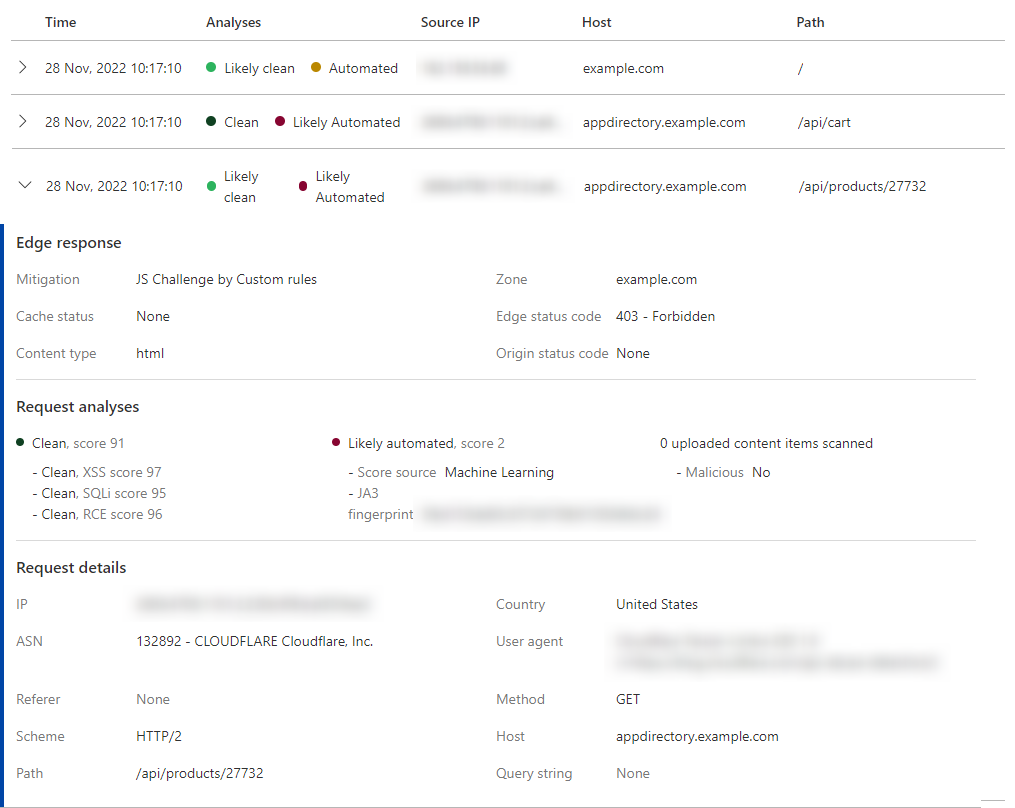 Time Analyses Source IP Host Path
28 Nov, 2022 10:17:10 Likely clean Automated example.com /
28 Nov, 2022 10:17:10 Clean Likely Automated appdirectory.example.com /api/cart
28 Nov, 2022 10:17:10 Likely clean Likely Automated appdirectory.example.com /api/products/27732
Edge response
Mitigation JS Challenge by Custom rules Zone example.com
Cache status None Edge status code 403 - Forbidden
Content type html Origin status code None
Request analyses
Clean, score 91 Likely automated, score 2 0 uploaded content items scanned
- Clean, XSS score 97 - Score source Machine Learning - Malicious No
- Clean, SQLi score 95 - JA3
- Clean, RCE score 96 fingerprint
Request details
IP Country United States
ASN 132892 - CLOUDFLARE Cloudflare, Inc. User agent
Referer None Method GET
Scheme HTTP/2 Host appdirectory.example.com
Path /api/products/27732 Query string None